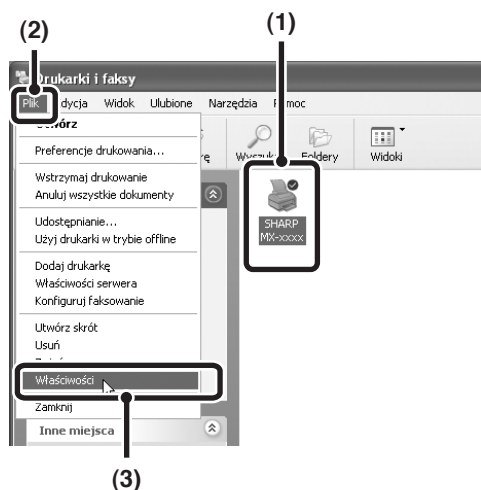 (2)
(1)
Drukarki i faksy
Plik dycja Widok Ulubione Narzędzia moc
Otwórz
Preferencje drukowania...
Wstrzymaj drukowanie
Anuluj wszystkie dokumenty
Udostępnianie...
Użyj drukarki w trybie offline
Dodaj drukarkę
Właściwości serwera
Konfiguruj faksowanie
Utwórz skrót
Usuń
Właściwości
Zamknij
Inne miejsca
Foldery
Widoki
SHARP
MX-xxxx
(3)